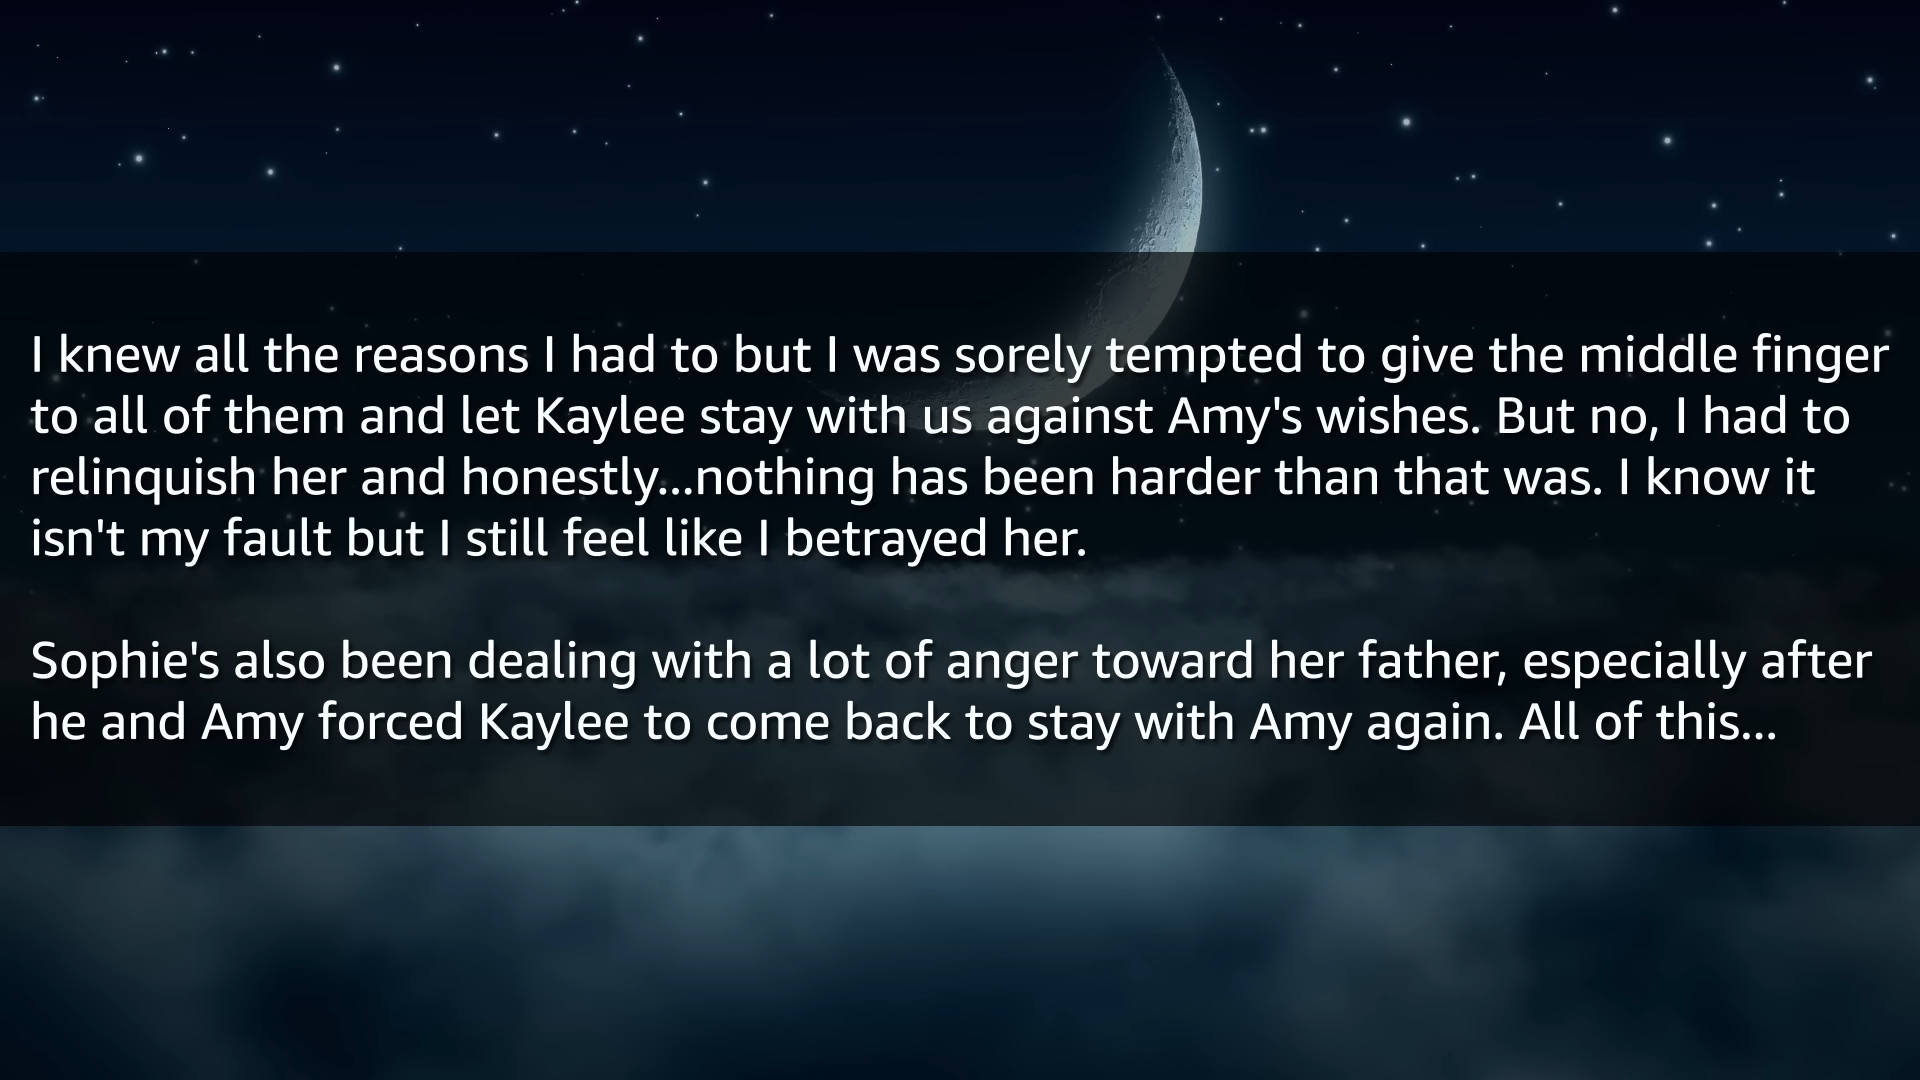 I knew all the reasons I had to but I was sorely tempted to give the middle finger
to all of them and let Kaylee stay with us against Amy's wishes. But no, I had to
relinquish her and honestly...nothing has been harder than that was. I know it
isn't my fault but I still feel like I betrayed her.
Sophie's also been dealing with a lot of anger toward her father, especially after
he and Amy forced Kaylee to come back to stay with Amy again. All of this...